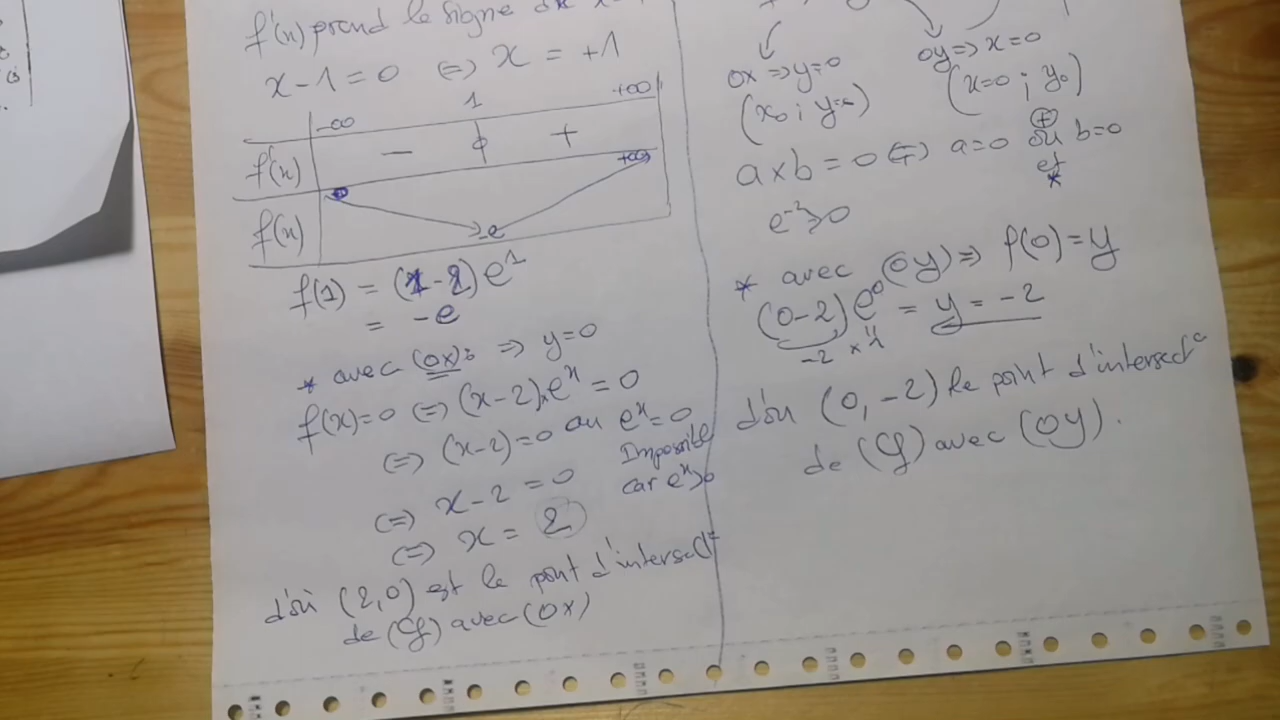 f'(x) prend le signe de x-1
x-1=0 (=) x = +1
-∞ 1 +∞
f'(x) - 0 + 
f(x) -e +∞
f(1) = (1-2)e^1
= -e
* avec (ox): => y=0
f(x)=0 (=) (x-2)×e^x = 0
(=) (x-2)=0 ou e^x=0
Impossible
car e^x>0
(=) x-2 = 0
(=) x = 2
d'où (2,0) est le point d'intersect°
de (Cf) avec (OX)
ox => y=0
oy => x=0
(x=0 ; y0)
a×b = 0 (=) a=0 ou b=0
et
*
* avec (Oy) => f(0)=y
(0-2)e^0 = y = -2
-2 × 1
d'où (0,-2) le point d'intersect°
de (Cf) avec (OY).